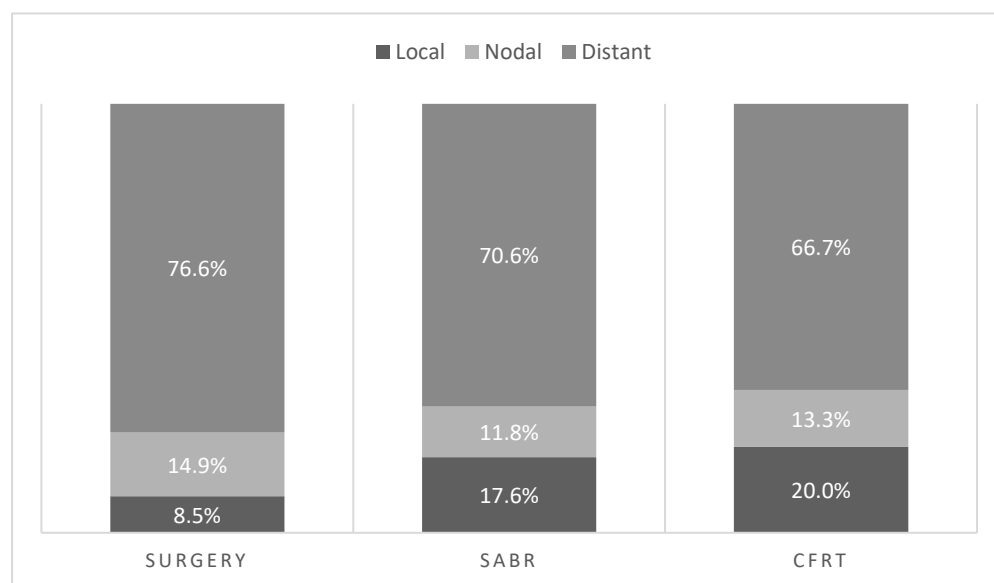 Local Nodal Distant
76.6% 70.6% 66.7%
14.9% 11.8% 13.3%
8.5% 17.6% 20.0%
SURGERY SABR CFRT